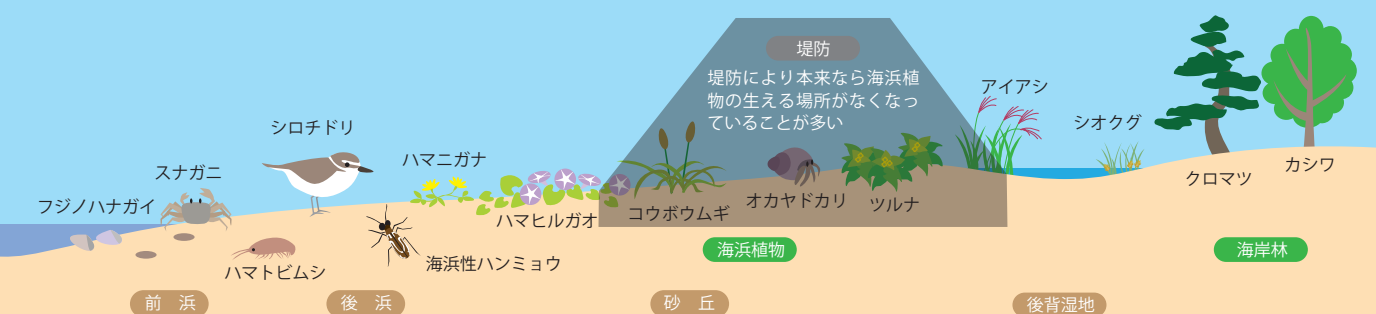 堤防
堤防により本来なら海浜植
物の生える場所がなくなっ
ていることが多い
アイアシ
シオクグ
シロチドリ
ハマニガナ
スナガニ
カシワ
クロマツ
フジノハナガイ
ハマヒルガオ
コウボウムギ
オカヤドカリ
ツルナ
海浜植物
海岸林
ハマトビムシ
海浜性ハンミョウ
前 浜
後 浜
砂 丘
後背湿地